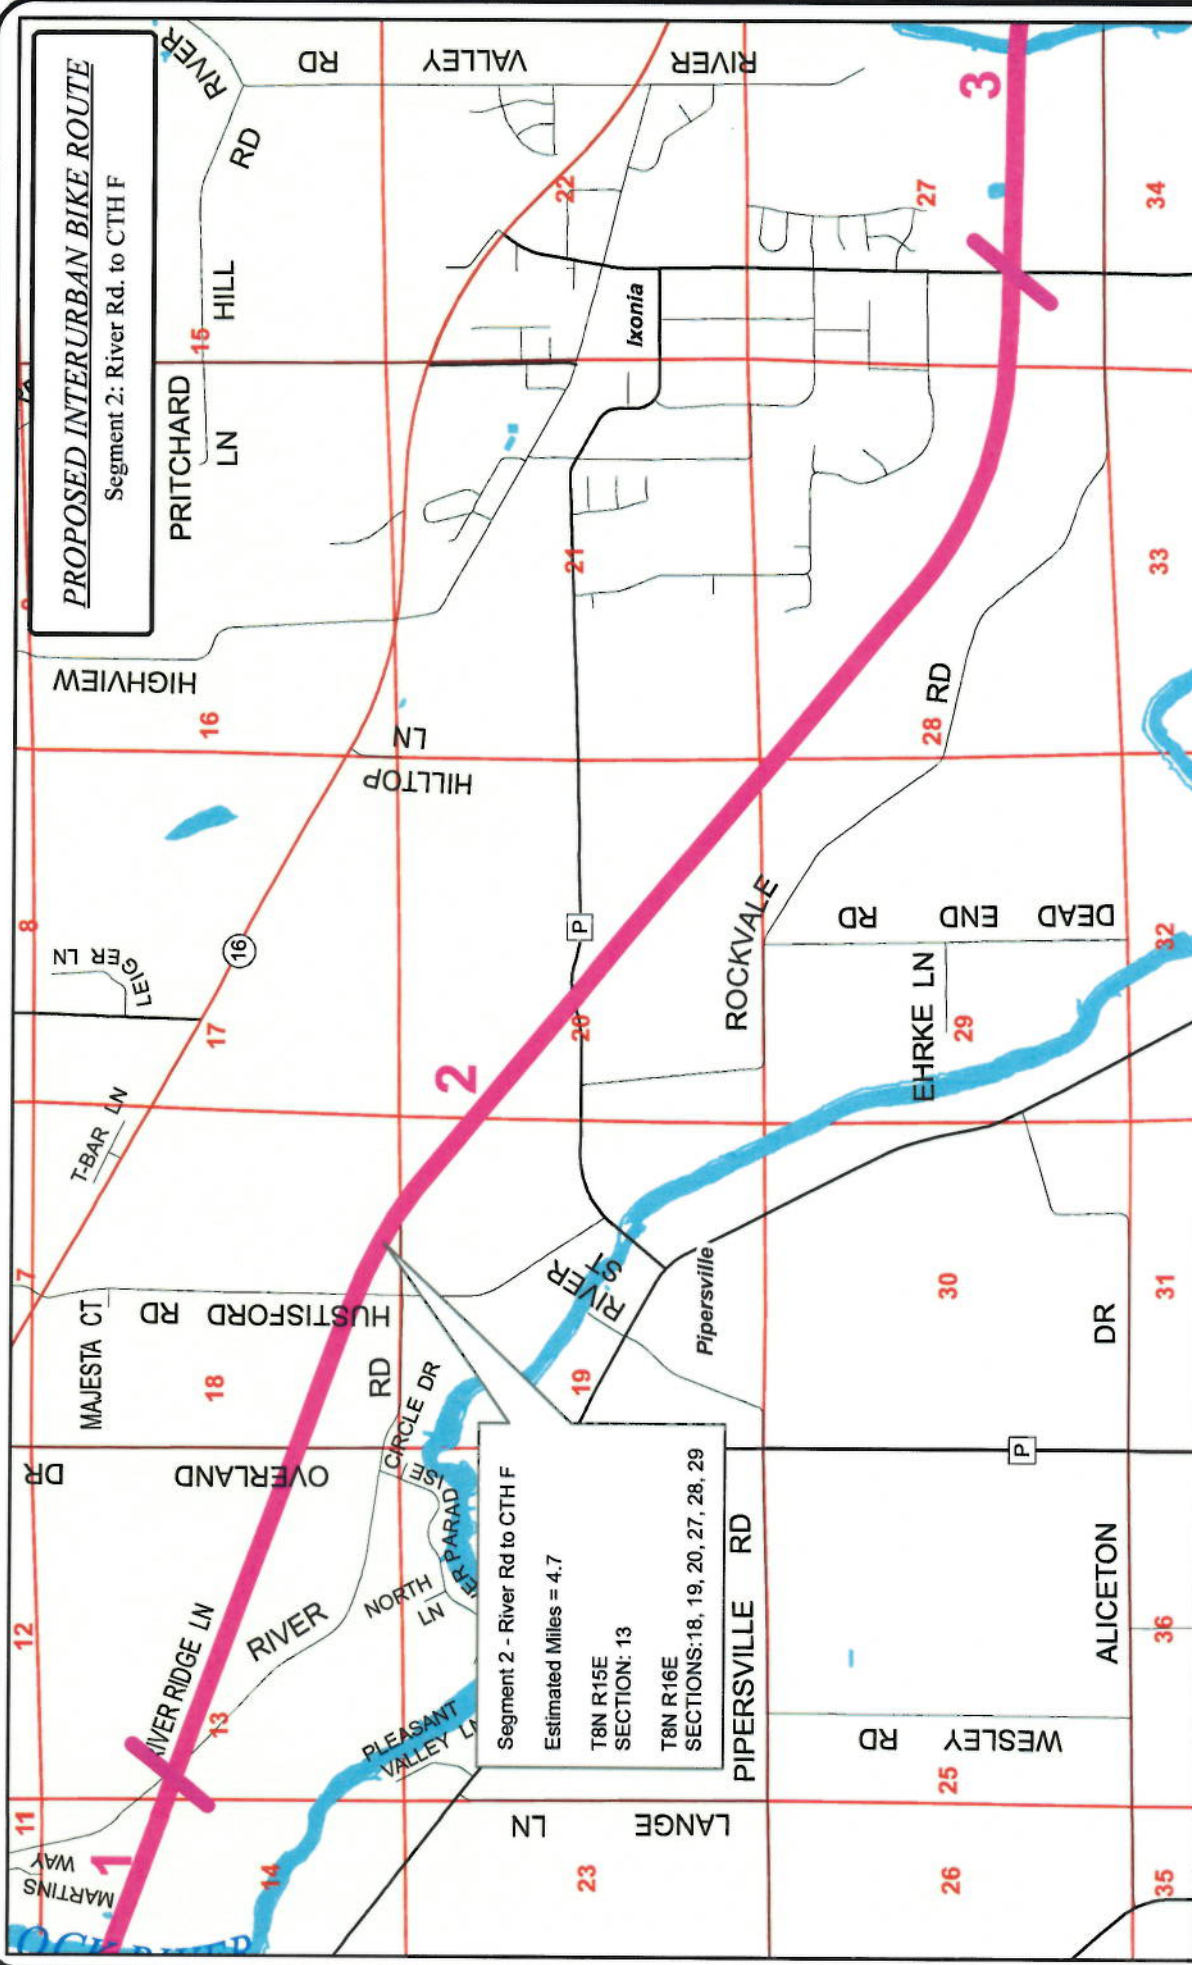 PROPOSED INTERURBAN BIKE ROUTE
Segment 2: River Rd. to CTH F
MARTINS
WAY
11
12
7
8
DR
MAJESTA CT
T-BAR LN
LEIGER LN
HIGHVIEW
1
RIVER RIDGE LN
OVERLAND
HUSTISFORD RD
16
PRITCHARD
LN
HILL
RD
RIVER
14
13
18
17
16
15
RIVER
RD
RIVER VALLEY RD
NORTH
LN
CIRCLE DR
HILLTOP
LN
PLEASANT
VALLEY LN
2
P
22
23
LANGE
LN
Segment 2 - River Rd to CTH F
Estimated Miles = 4.7
T8N R15E
SECTION: 13
T8N R16E
SECTIONS:18, 19, 20, 27, 28, 29
19
RIVER
ST
20
21
Ixonia
Pipersville
PIPERSVILLE RD
ROCKVALE
RD
26
25
WESLEY RD
30
29
EHRKE LN
DEAD END RD
28
27
3
P
ALICETON
DR
35
36
31
32
33
34